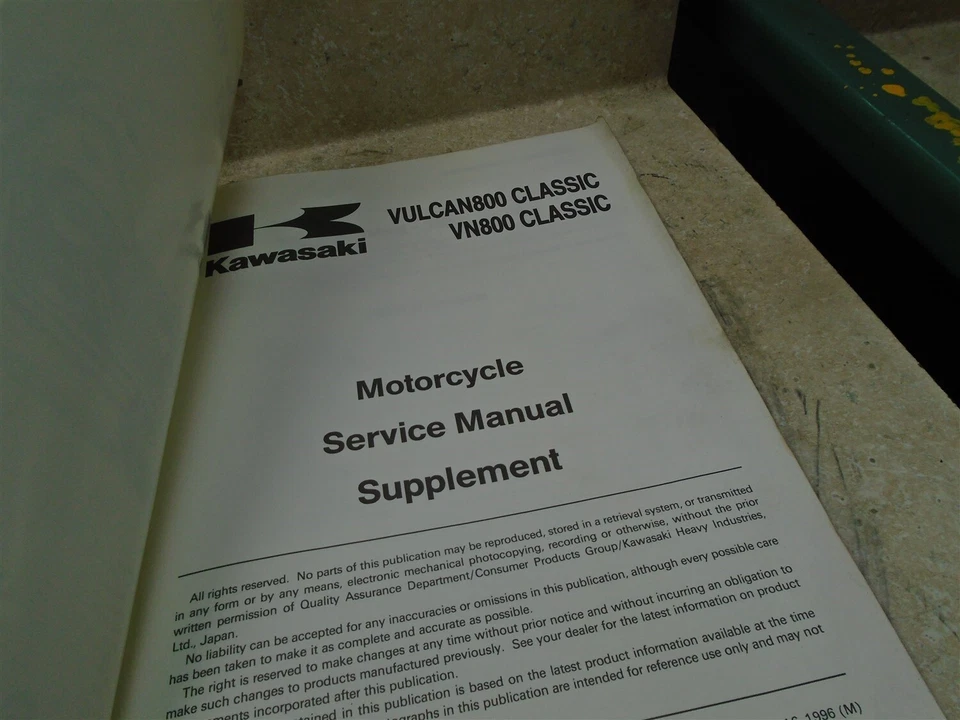 Kawasaki
VULCAN800 CLASSIC
VN800 CLASSIC
Motorcycle
Service Manual
Supplement
All rights reserved. No parts of this publication may be reproduced, stored in a retrieval system, or transmitted
in any form or by any means, electronic mechanical photocopying, recording or otherwise, without the prior
written permission of Quality Assurance Department/Consumer Products Group/Kawasaki Heavy Industries,
Ltd., Japan.
No liability can be accepted for any inaccuracies or omissions in this publication, although every possible care
has been taken to make it as complete and accurate as possible.
The right is reserved to make changes at any time without prior notice and without incurring an obligation to
make such changes to products manufactured previously. See your dealer for the latest information on product
incorporated after this publication.
in this publication is based on the latest product information available at the time
in this publication are intended for reference use only and may not
1996 (M)